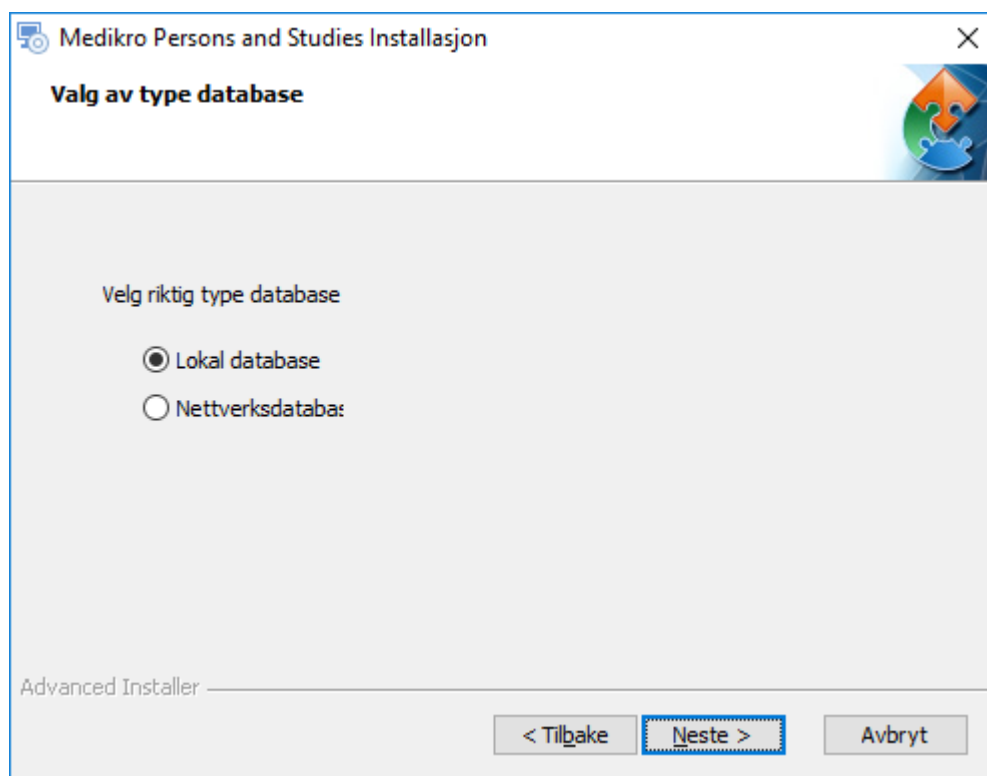 Medikro Persons and Studies Installasjon
Valg av type database
Velg riktig type database
Lokal database
Nettverksdatabas
Advanced Installer
< Tilbake
Neste >
Avbryt